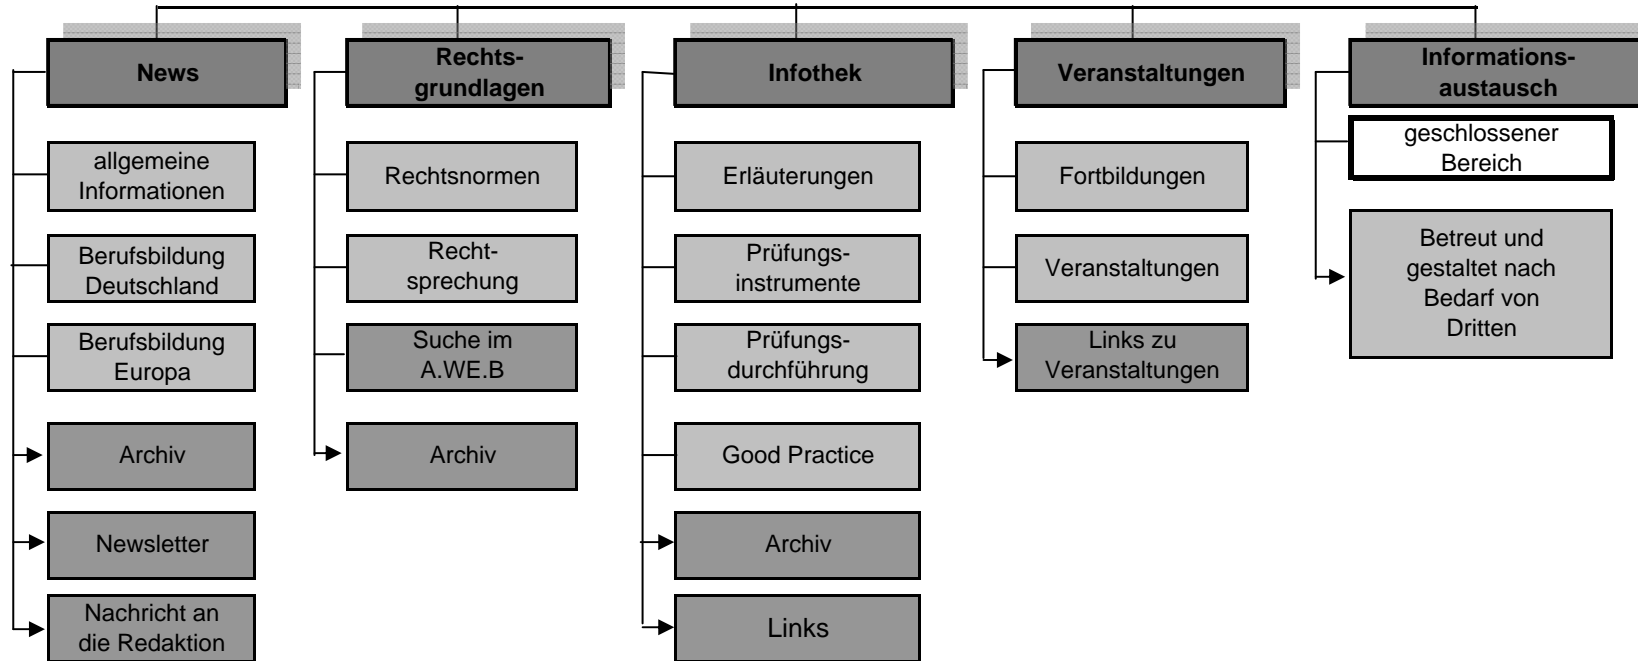 News
allgemeine
Informationen
Berufsbildung
Deutschland
Berufsbildung
Europa
Archiv
Newsletter
Nachricht an
die Redaktion
Rechts-
grundlagen
Rechtsnormen
Recht-
sprechung
Suche im
A.WE.B
Archiv
Infothek
Erläuterungen
Prüfungs-
instrumente
Prüfungs-
durchführung
Good Practice
Archiv
Links
Veranstaltungen
Fortbildungen
Veranstaltungen
Links zu
Veranstaltungen
Informations-
austausch
geschlossener
Bereich
Betreut und
gestaltet nach
Bedarf von
Dritten